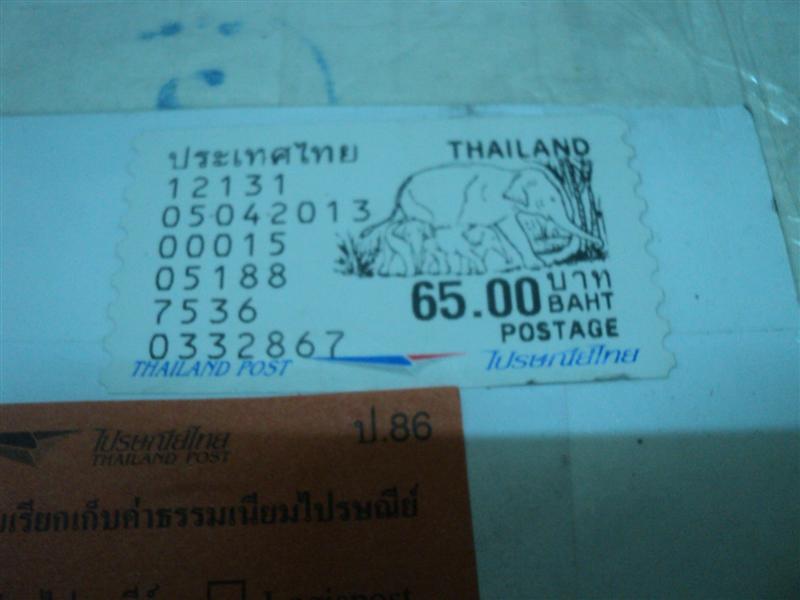 ประเทศไทย
THAILAND
12131
05042013
00015
05188
7536
0332867
65.00 บาท
BAHT
POSTAGE
THAILAND POST
ไปรษณีย์ไทย
ไปรษณีย์ไทย
THAILAND POST
ป.86
เรียกเก็บค่าธรรมเนียมไปรษณีย์
Logispost